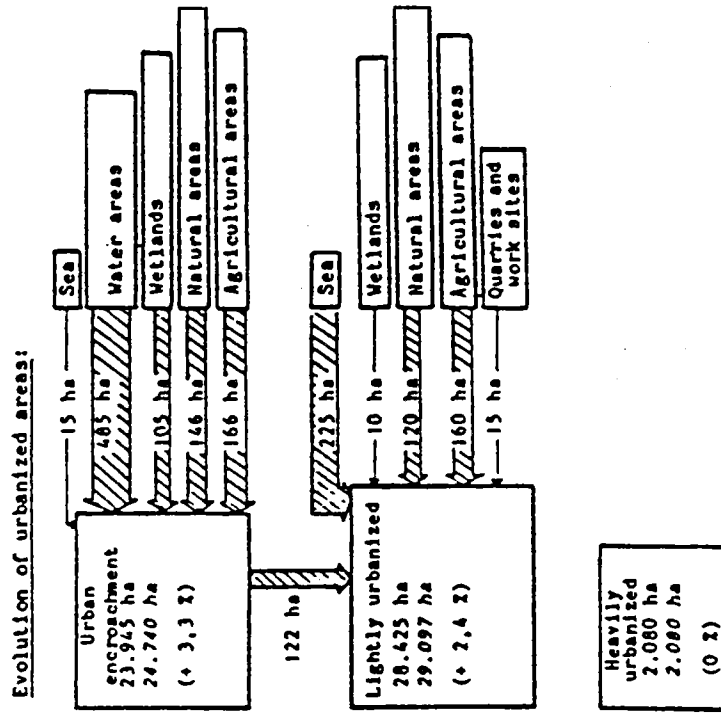 Evolution of urbanized areas:
Urban
encroachment
23.945 ha
24.740 ha
(+ 3,3 %)
15 ha
Sea
485 ha
Water areas
105 ha
Wetlands
146 ha
Natural areas
166 ha
Agricultural areas
122 ha
Lightly urbanized
28.425 ha
29.097 ha
(+ 2,4 %)
225 ha
Sea
10 ha
Wetlands
120 ha
Natural areas
160 ha
Agricultural areas
15 ha
Quarries and
work sites
Heavily
urbanized
2.080 ha
2.080 ha
(0 %)